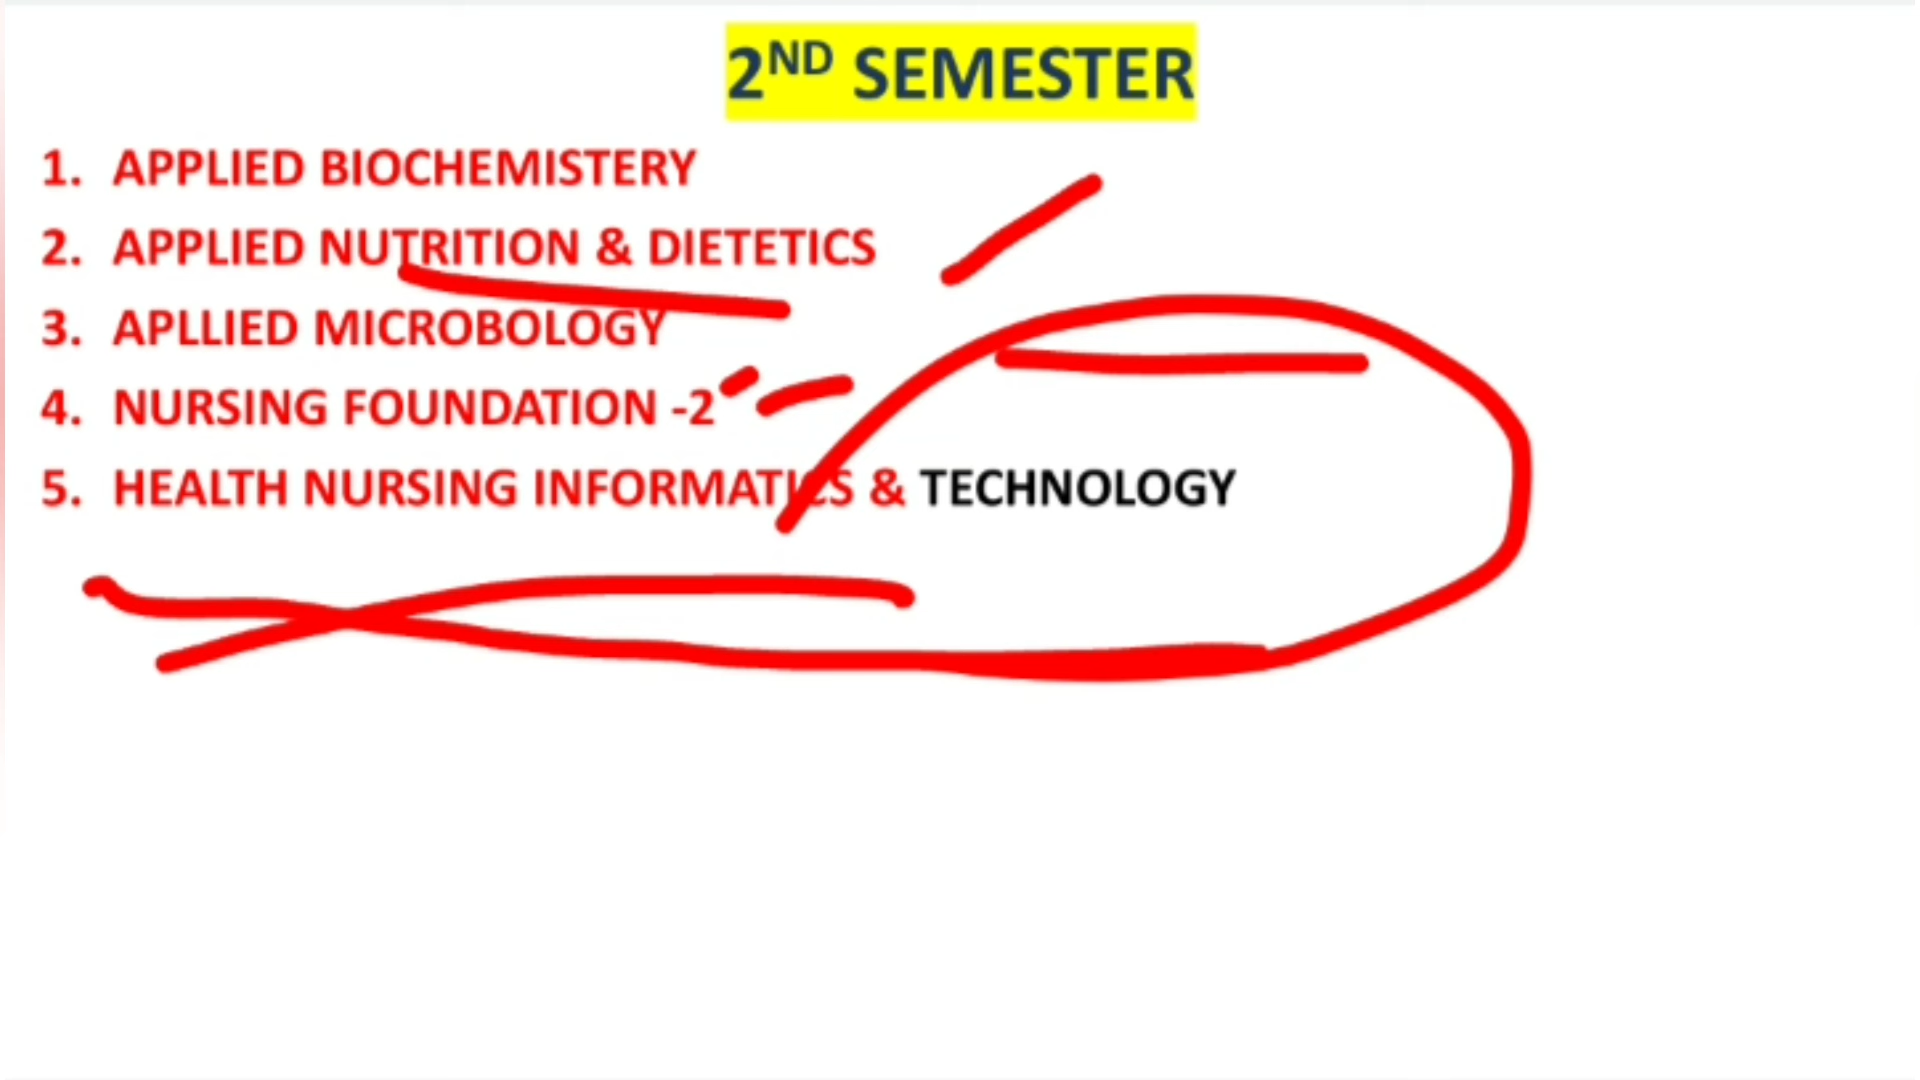 2ND SEMESTER
1. APPLIED BIOCHEMISTERY
2. APPLIED NUTRITION & DIETETICS
3. APLLIED MICROBOLOGY
4. NURSING FOUNDATION -2
5. HEALTH NURSING INFORMATICS & TECHNOLOGY